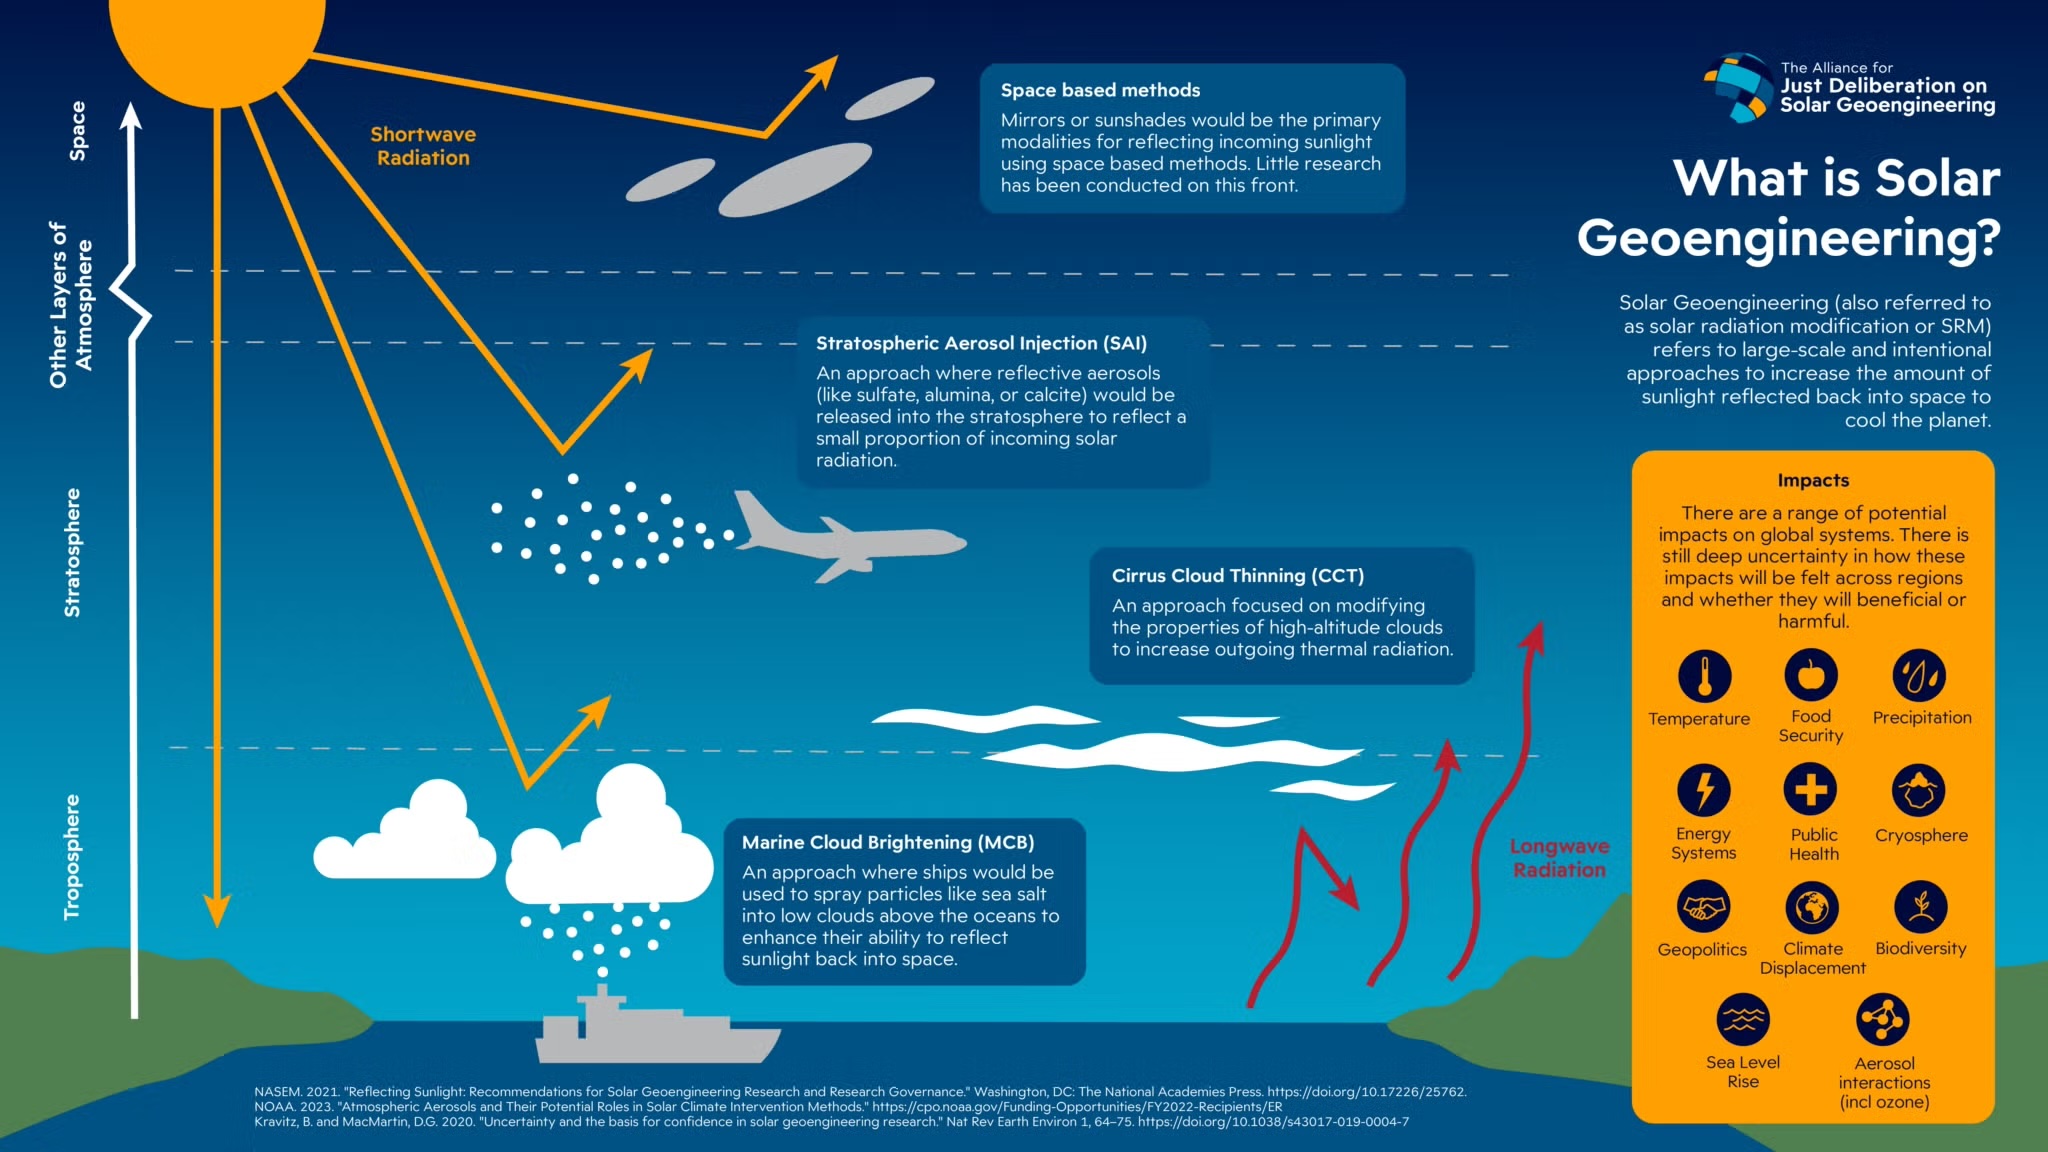 The Alliance for
Just Deliberation on
Solar Geoengineering
What is Solar
Geoengineering?
Solar Geoengineering (also referred to
as solar radiation modification or SRM)
refers to large-scale and intentional
approaches to increase the amount of
sunlight reflected back into space to
cool the planet.
Space
Other Layers of
Atmosphere
Stratosphere
Troposphere
Shortwave
Radiation
Space based methods
Mirrors or sunshades would be the primary
modalities for reflecting incoming sunlight
using space based methods. Little research
has been conducted on this front.
Stratospheric Aerosol Injection (SAI)
An approach where reflective aerosols
(like sulfate, alumina, or calcite) would be
released into the stratosphere to reflect a
small proportion of incoming solar
radiation.
Cirrus Cloud Thinning (CCT)
An approach focused on modifying
the properties of high-altitude clouds
to increase outgoing thermal radiation.
Marine Cloud Brightening (MCB)
An approach where ships would be
used to spray particles like sea salt
into low clouds above the oceans to
enhance their ability to reflect
sunlight back into space.
Longwave
Radiation
Impacts
There are a range of potential
impacts on global systems. There is
still deep uncertainty in how these
impacts will be felt across regions
and whether they will beneficial or
harmful.
Temperature
Food
Security
Precipitation
Energy
Systems
Public
Health
Cryosphere
Geopolitics
Climate
Displacement
Biodiversity
Sea Level
Rise
Aerosol
interactions
(incl ozone)
NASEM. 2021. "Reflecting Sunlight: Recommendations for Solar Geoengineering Research and Research Governance." Washington, DC: The National Academies Press. https://doi.org/10.17226/25762.
NOAA. 2023. "Atmospheric Aerosols and Their Potential Roles in Solar Climate Intervention Methods." https://cpo.noaa.gov/Funding-Opportunities/FY2022-Recipients/ER
Kravitz, B. and MacMartin, D.G. 2020. "Uncertainty and the basis for confidence in solar geoengineering research." Nat Rev Earth Environ 1, 64–75. https://doi.org/10.1038/s43017-019-0004-7